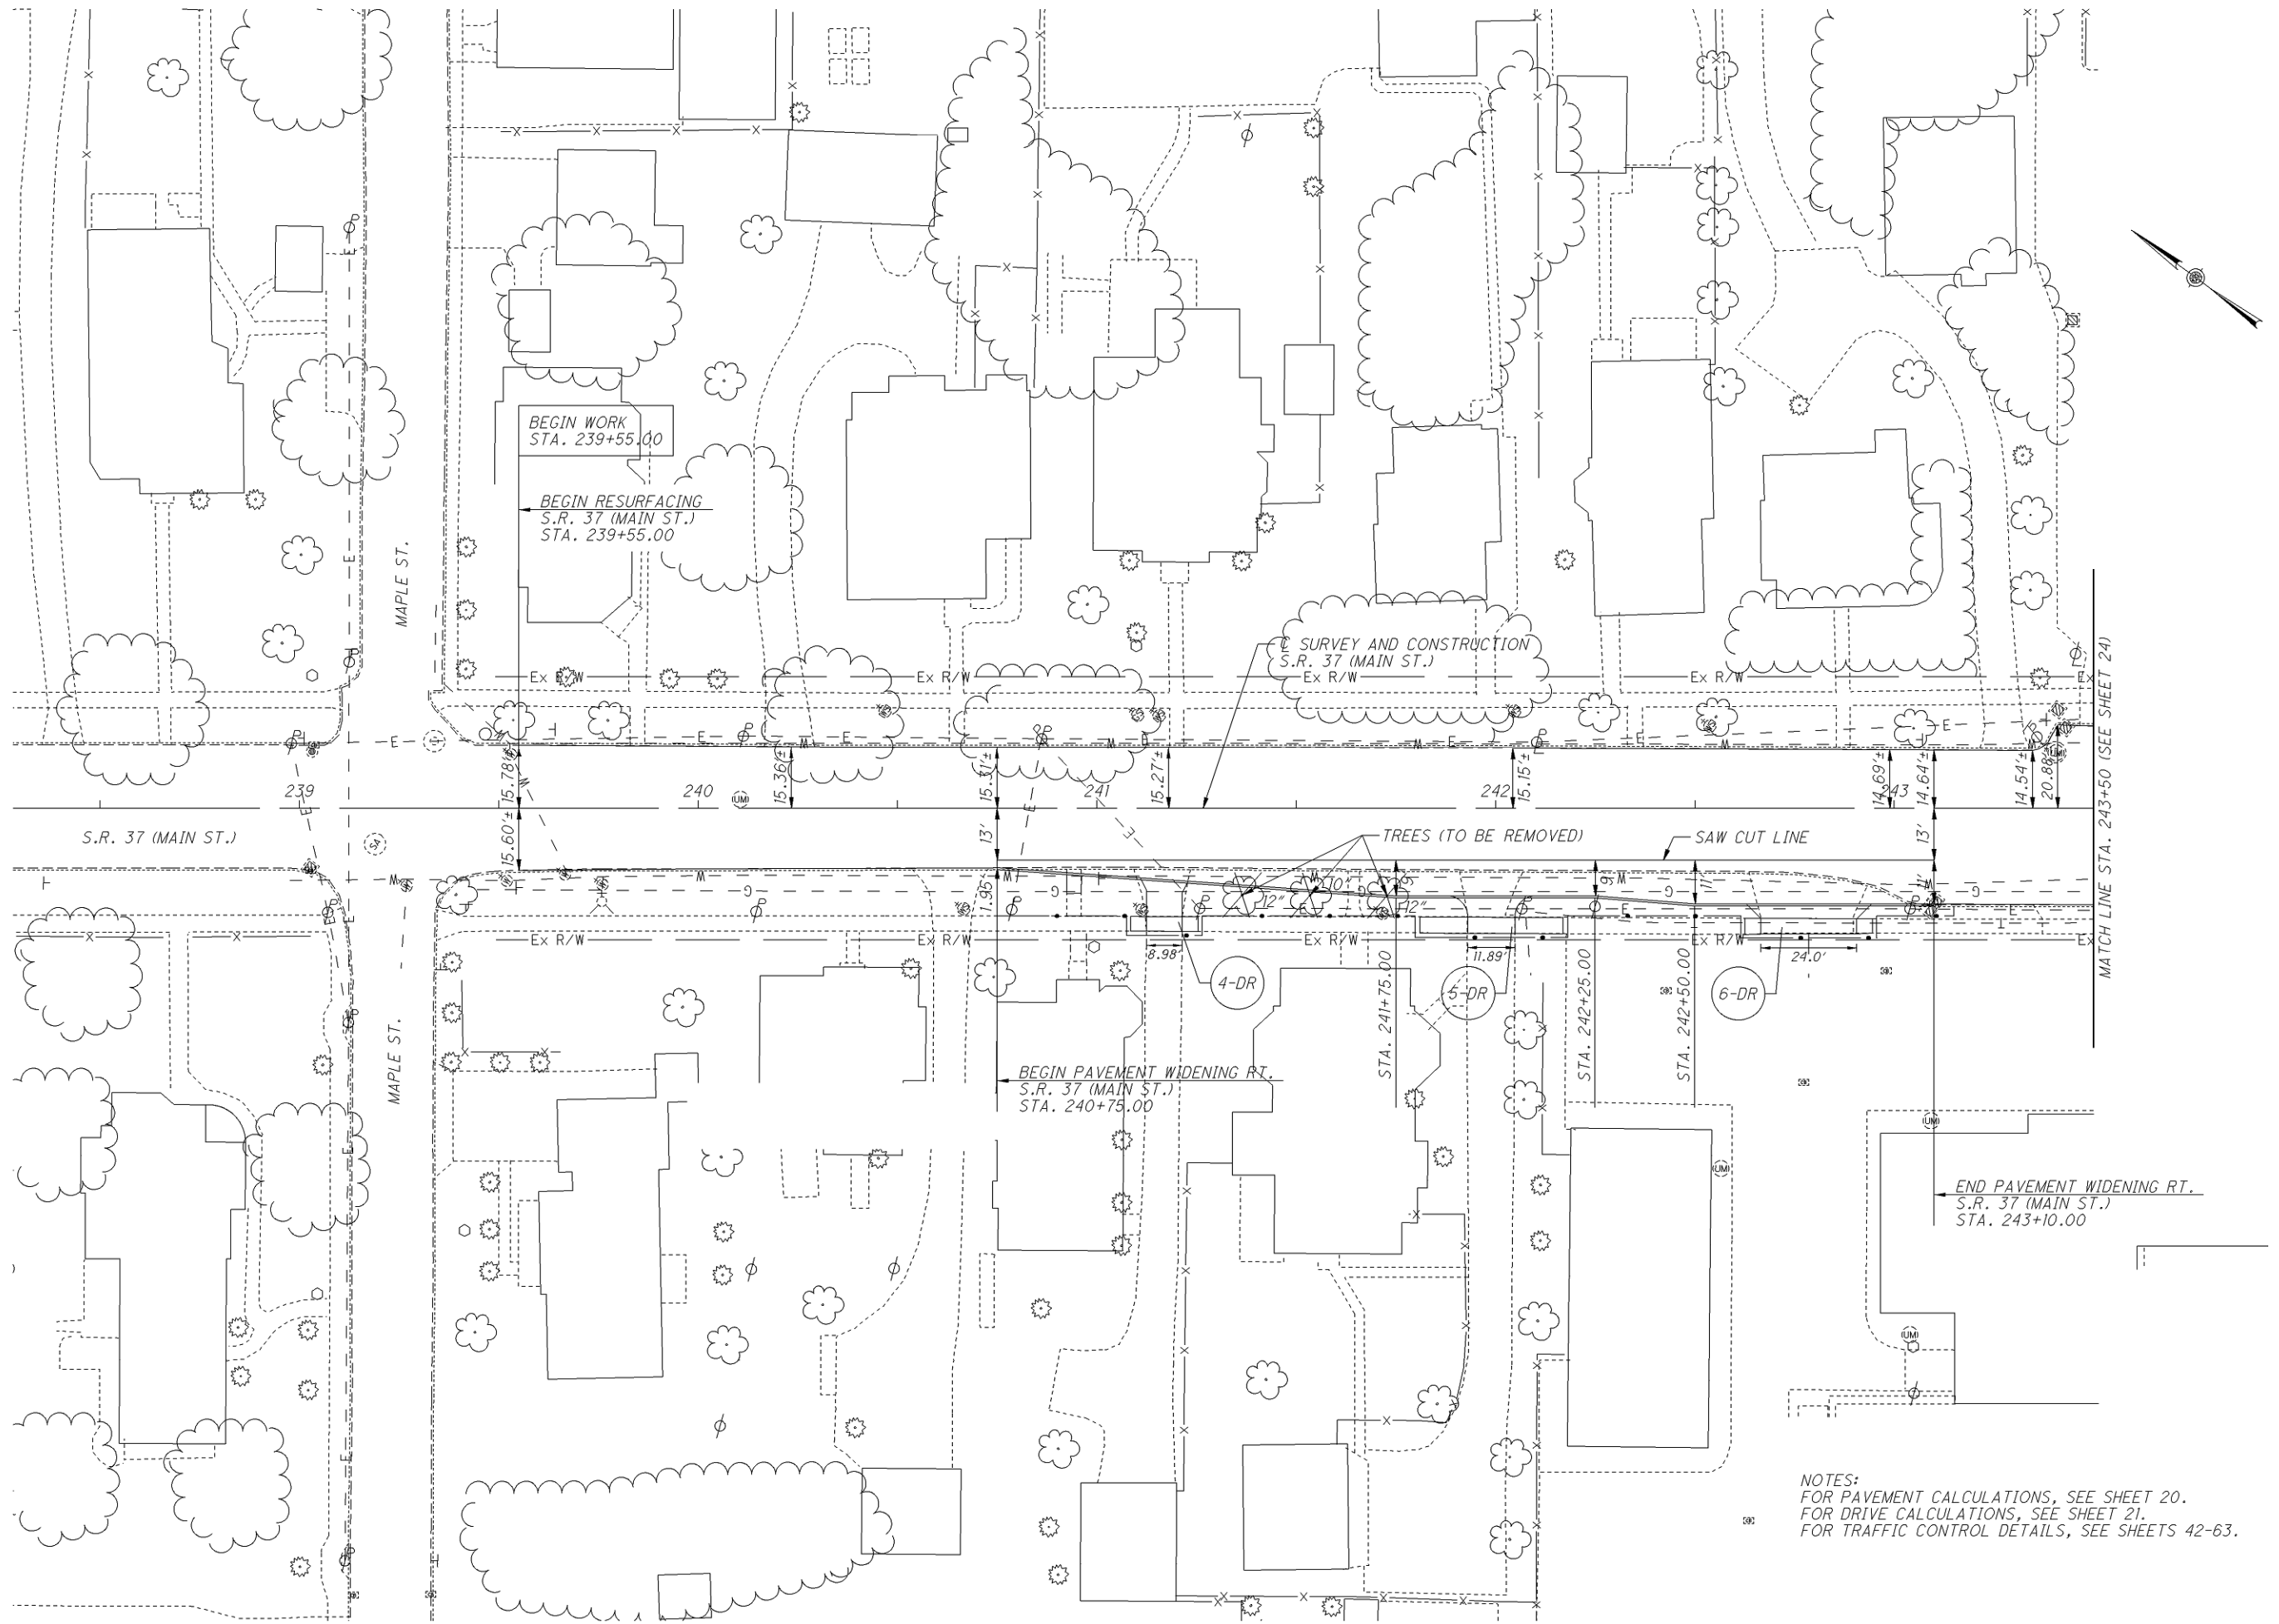 BEGIN WORK
STA. 239+55.00
BEGIN RESURFACING
S.R. 37 (MAIN ST.)
STA. 239+55.00
MAPLE ST.
℄ SURVEY AND CONSTRUCTION
S.R. 37 (MAIN ST.)
Ex R/W
Ex R/W
Ex R/W
Ex R/W
Ex
MATCH LINE STA. 243+50 (SEE SHEET 24)
15.78'±
15.36'±
15.31'±
15.27'±
15.15'±
14.69'±
14.64'±
14.54'±
20.88'±
239
240
241
242
243
S.R. 37 (MAIN ST.)
15.60'±
13'
TREES (TO BE REMOVED)
SAW CUT LINE
13'
1.95'
12"
10"
12"
9'
9'
11'
Ex R/W
Ex R/W
Ex R/W
Ex R/W
Ex
8.98'
11.89'
24.0'
4-DR
5-DR
6-DR
STA. 241+75.00
STA. 242+25.00
STA. 242+50.00
MAPLE ST.
BEGIN PAVEMENT WIDENING RT.
S.R. 37 (MAIN ST.)
STA. 240+75.00
END PAVEMENT WIDENING RT.
S.R. 37 (MAIN ST.)
STA. 243+10.00
NOTES:
FOR PAVEMENT CALCULATIONS, SEE SHEET 20.
FOR DRIVE CALCULATIONS, SEE SHEET 21.
FOR TRAFFIC CONTROL DETAILS, SEE SHEETS 42-63.